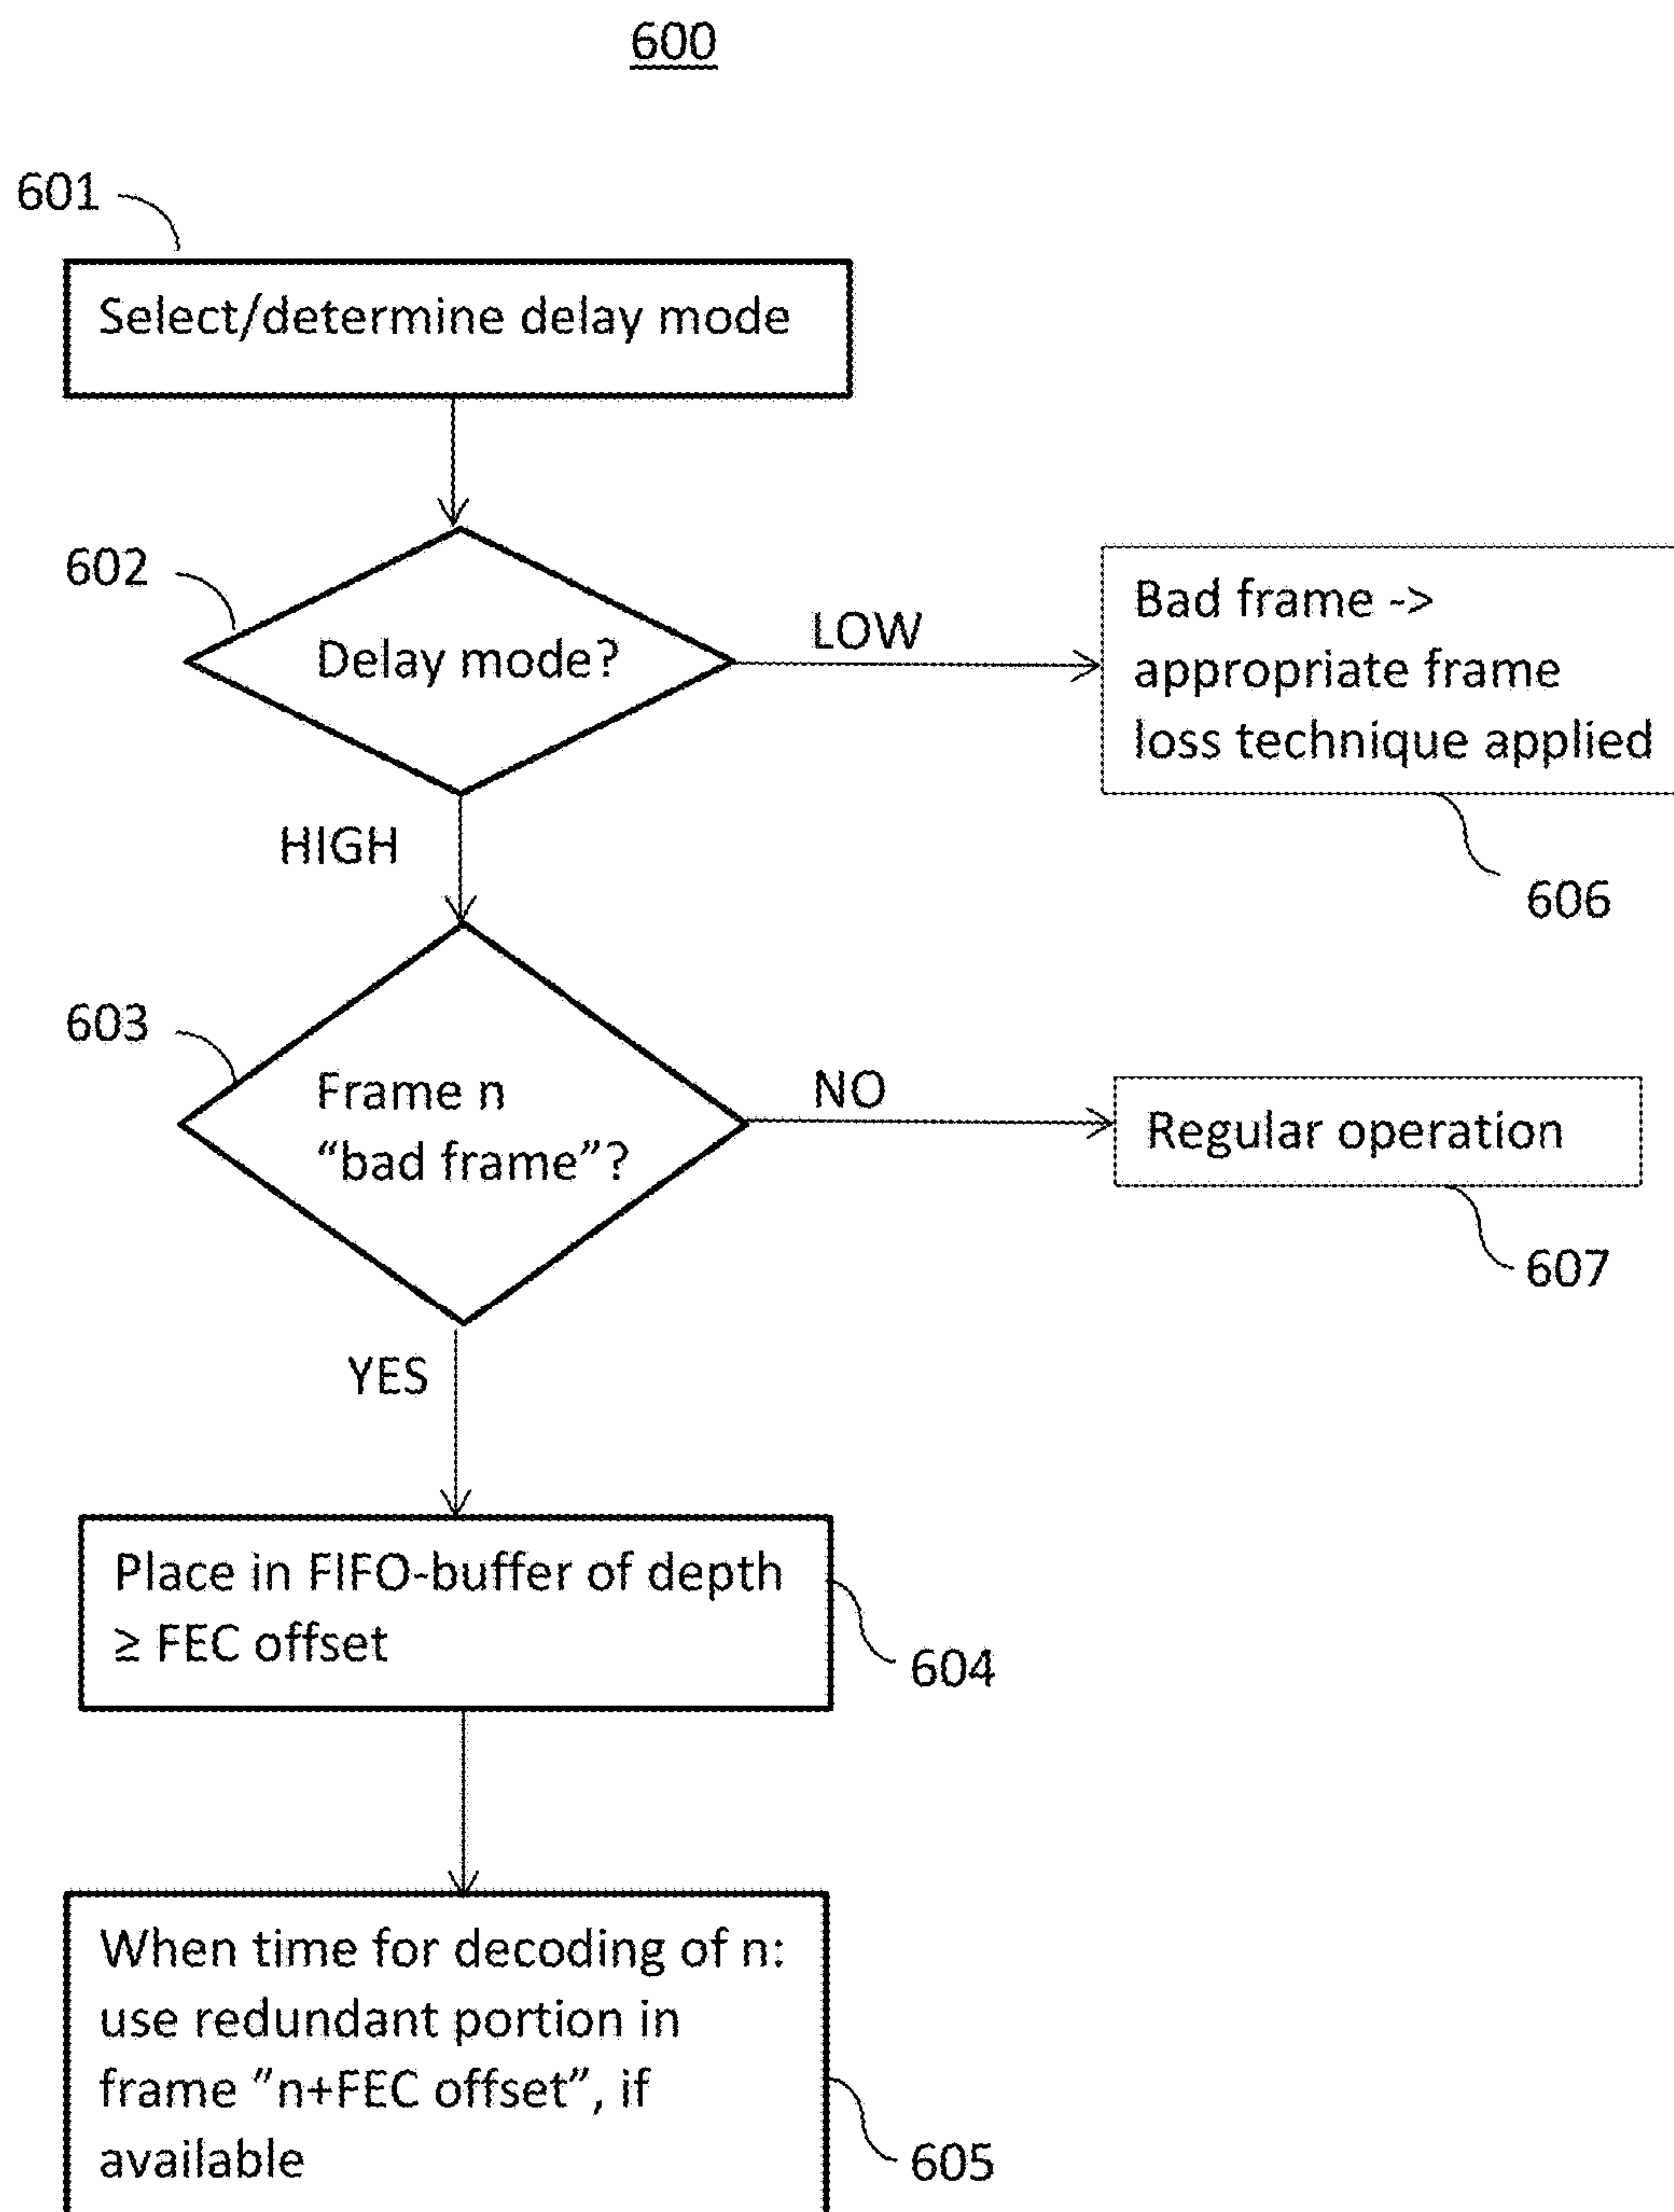 600
601
Select/determine delay mode
602
Delay mode?
LOW
Bad frame ->
appropriate frame
loss technique applied
606
HIGH
603
Frame n
“bad frame”?
NO
Regular operation
607
YES
Place in FIFO-buffer of depth
≥ FEC offset
604
When time for decoding of n:
use redundant portion in
frame ”n+FEC offset”, if
available
605